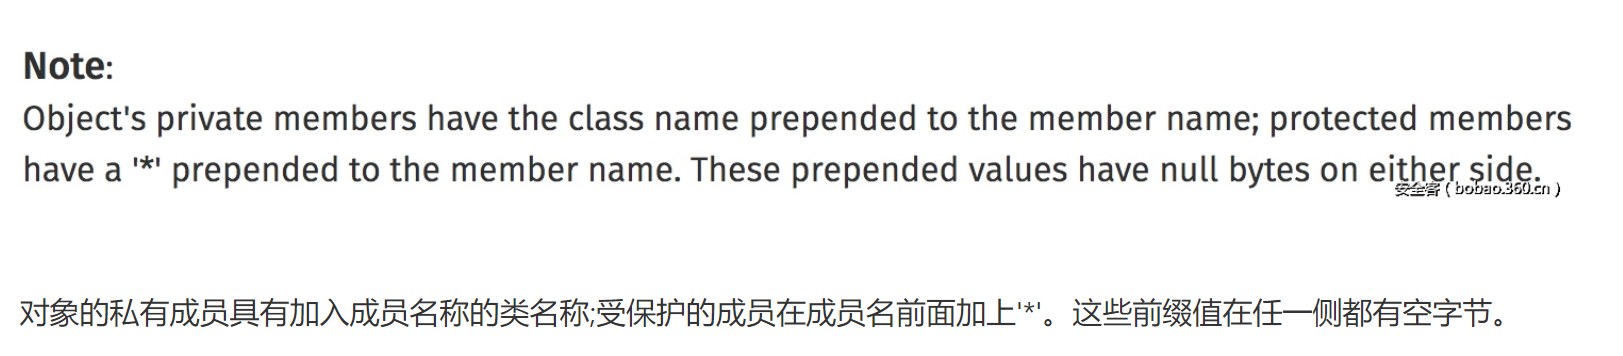 Note:
Object's private members have the class name prepended to the member name; protected members
have a '*' prepended to the member name. These prepended values have null bytes on either side.
安全客（bobao.360.cn）
对象的私有成员具有加入成员名称的类名称;受保护的成员在成员名前面加上'*'。这些前缀值在任一侧都有空字节。